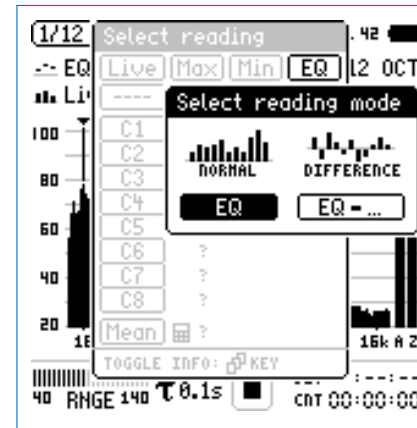 1/12 Select reading . 42
-.-- EQ Live Max Min EQ L2 OCT
Li ----
Select reading mode
NORMAL DIFFERENCE
EQ EQ - ...
100
80
60
40
20
C1
C2
C3
C4
C5
C6 ?
C7 ?
C8 ?
Mean ?
16k A Z
TOGGLE INFO: KEY
40 RNGE 140 τ 0.1s CNT 00:00:00